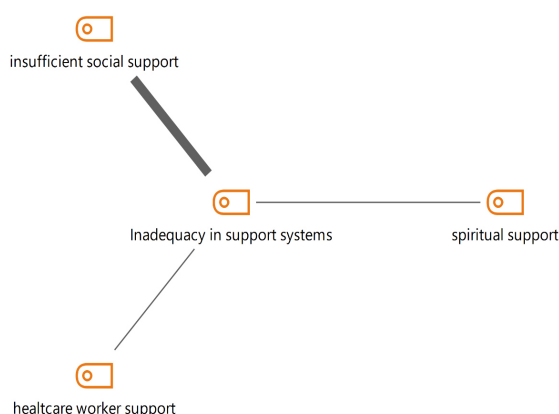 insufficient social support
Inadequacy in support systems
spiritual support
healtcare worker support